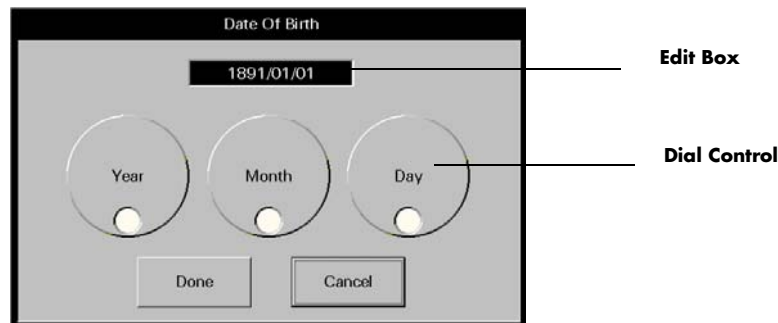 Date Of Birth
1891/01/01
Edit Box
Year
Month
Day
Dial Control
Done
Cancel